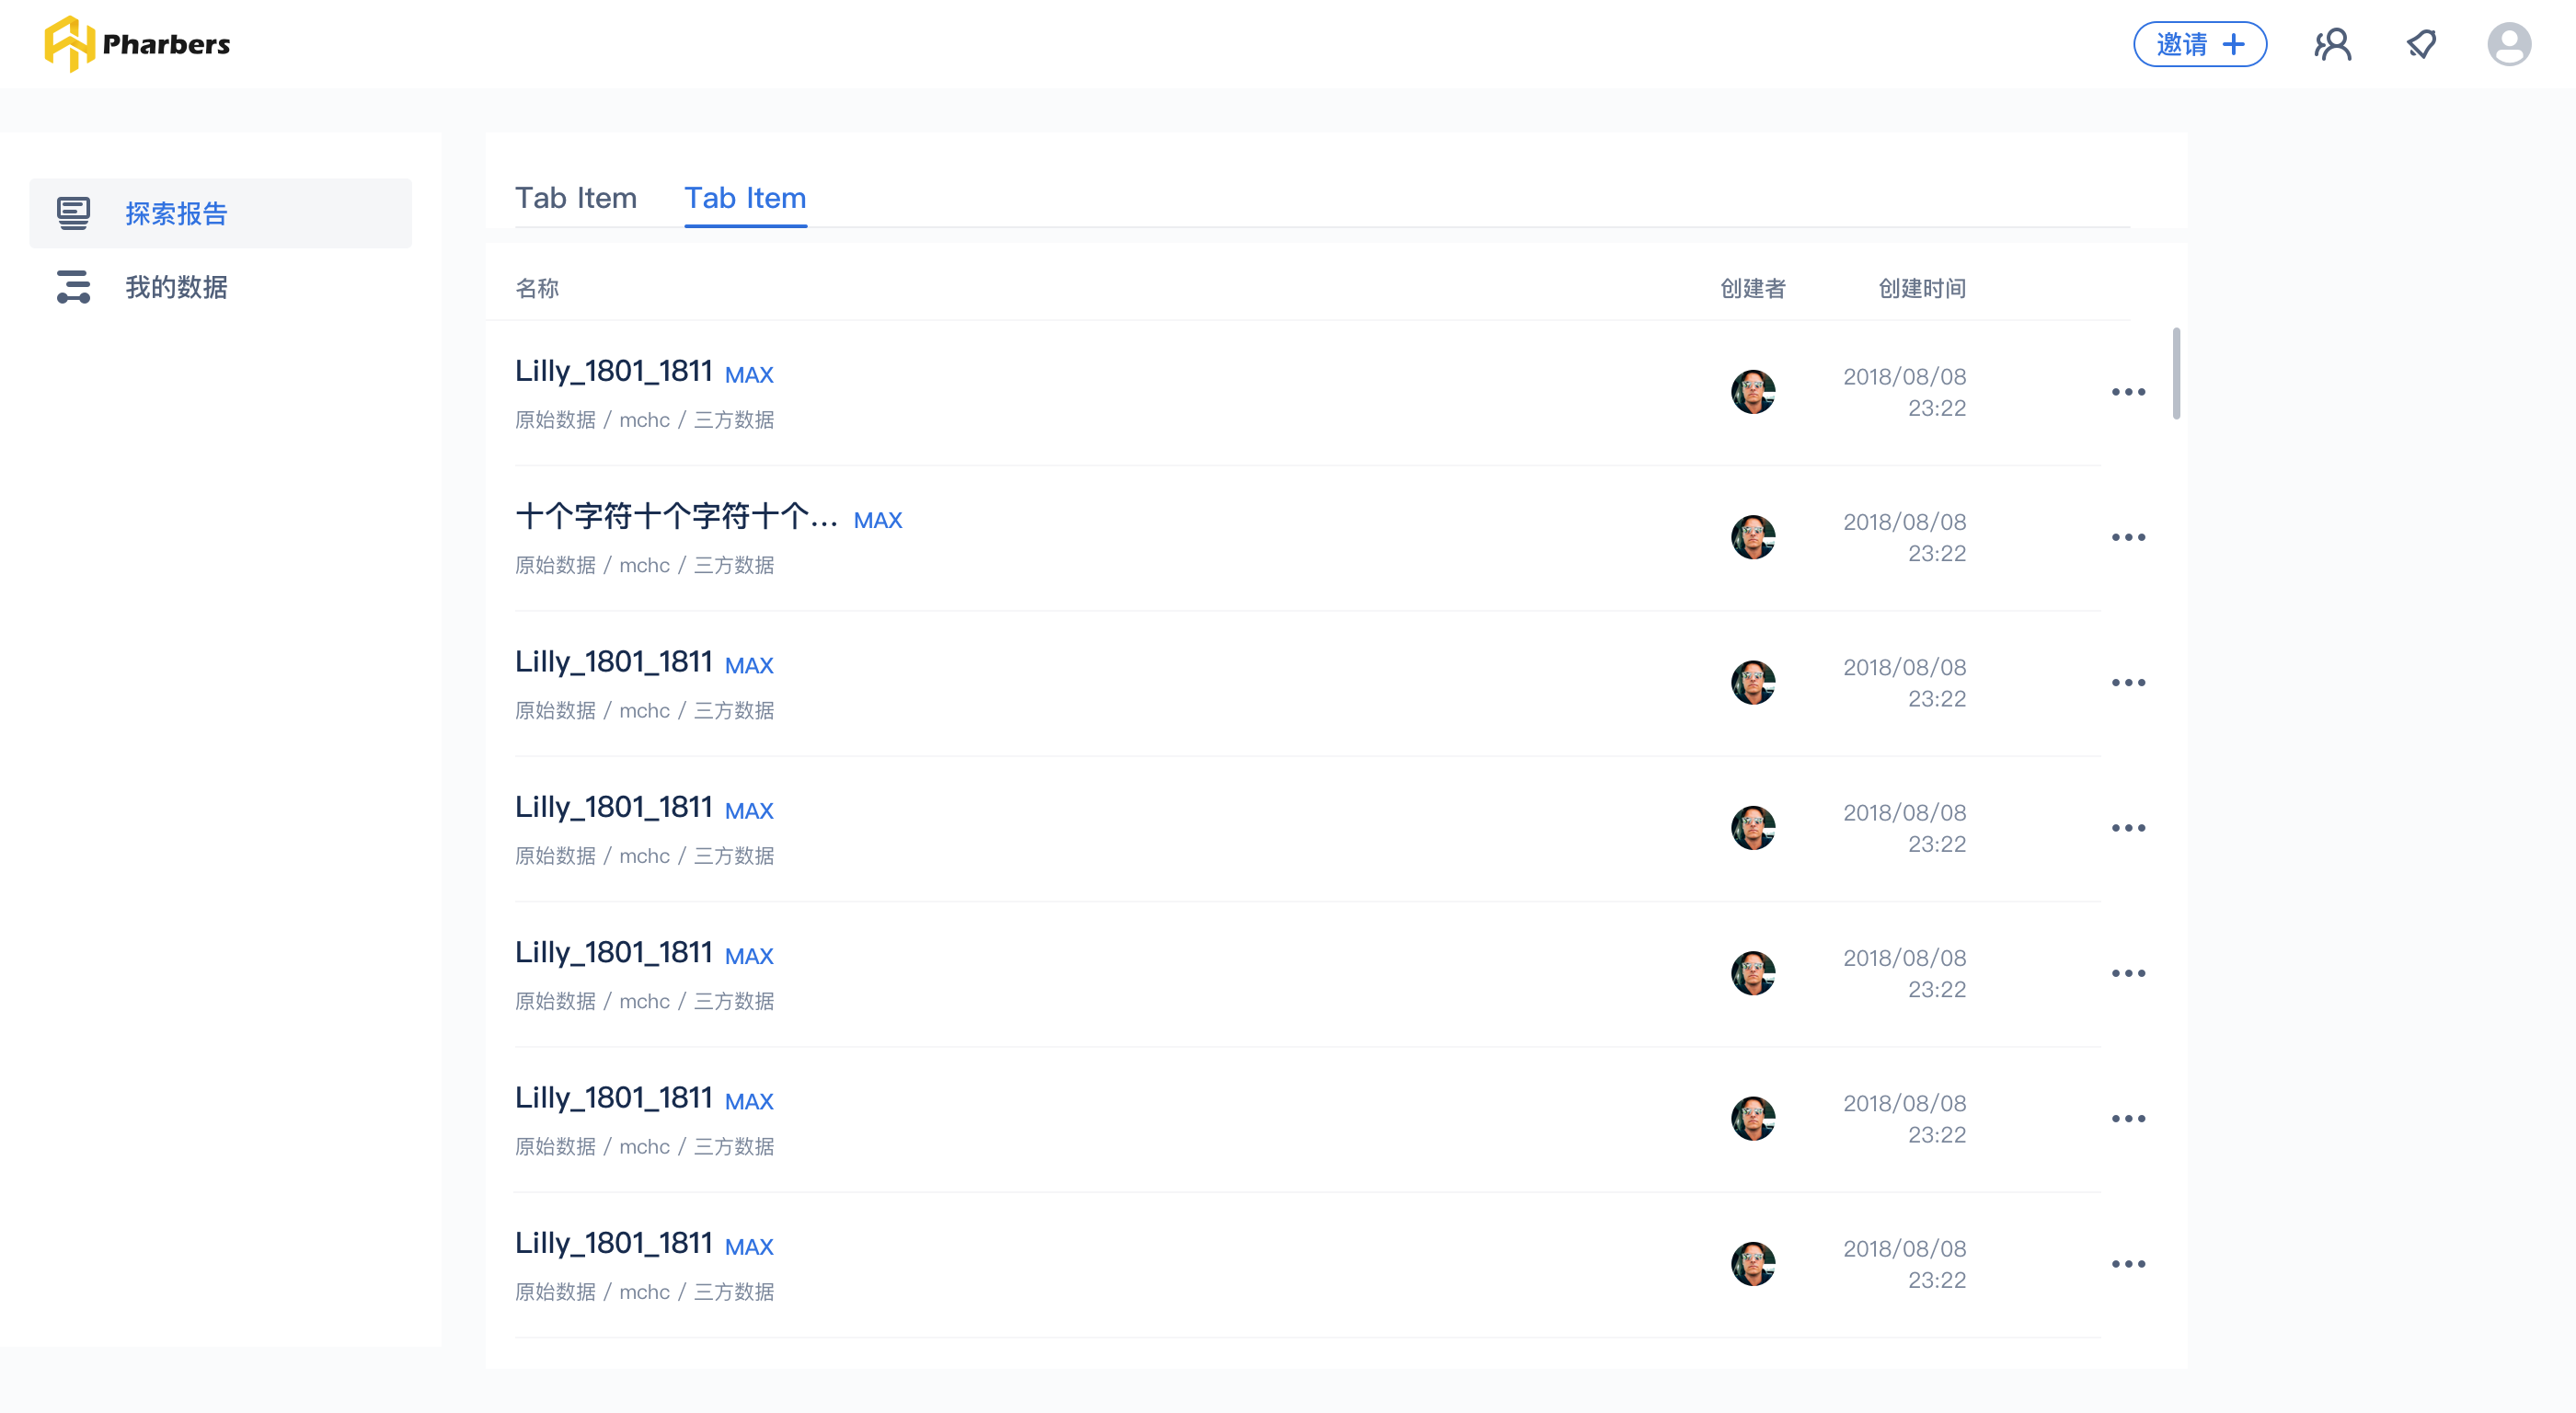 Pharbers
邀请
探索报告
我的数据
Tab Item Tab Item
名称 创建者 创建时间
Lilly_1801_1811 MAX
原始数据 / mchc / 三方数据
2018/08/08
23:22
十个字符十个字符十个... MAX
原始数据 / mchc / 三方数据
2018/08/08
23:22
Lilly_1801_1811 MAX
原始数据 / mchc / 三方数据
2018/08/08
23:22
Lilly_1801_1811 MAX
原始数据 / mchc / 三方数据
2018/08/08
23:22
Lilly_1801_1811 MAX
原始数据 / mchc / 三方数据
2018/08/08
23:22
Lilly_1801_1811 MAX
原始数据 / mchc / 三方数据
2018/08/08
23:22
Lilly_1801_1811 MAX
原始数据 / mchc / 三方数据
2018/08/08
23:22